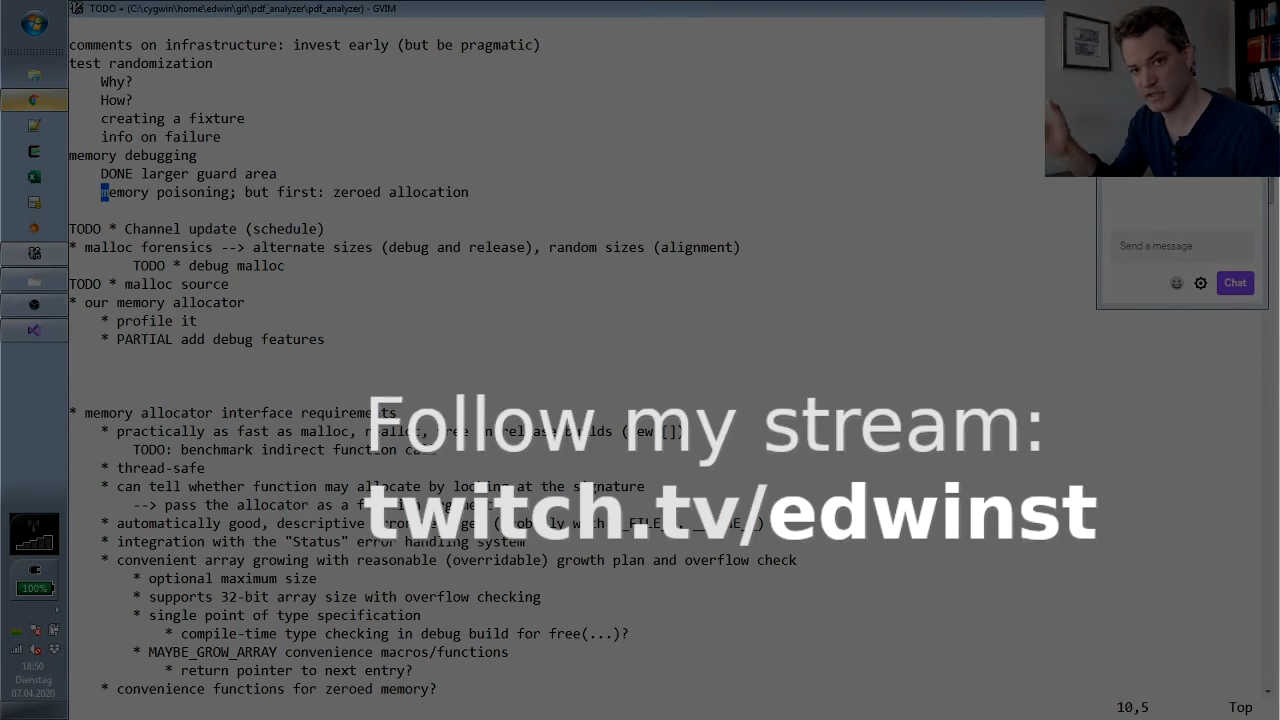 TODO + (C:\cygwin\home\edwin\git\pdf_analyzer\pdf_analyzer) - GVIM
comments on infrastructure: invest early (but be pragmatic)
test randomization
Why?
How?
creating a fixture
info on failure
memory debugging
DONE larger guard area
memory poisoning; but first: zeroed allocation
TODO * Channel update (schedule)
* malloc forensics --> alternate sizes (debug and release), random sizes (alignment)
TODO * debug malloc
TODO * malloc source
* our memory allocator
* profile it
* PARTIAL add debug features
Send a message
Chat
* memory allocator interface requirements
* practically as fast as malloc, realloc, free in release builds (new [])
TODO: benchmark indirect function
* thread-safe
* can tell whether function may allocate by looking at the signature
--> pass the allocator as a function
* automatically good, descriptive
* integration with the "Status" error handling system
* convenient array growing with reasonable (overridable) growth plan and overflow check
* optional maximum size
* supports 32-bit array size with overflow checking
* single point of type specification
* compile-time type checking in debug build for free(...)?
* MAYBE_GROW_ARRAY convenience macros/functions
* return pointer to next entry?
* convenience functions for zeroed memory?
Follow my stream:
twitch.tv/edwinst
100%
18:50
Dienstag
07.04.2020
10,5
Top